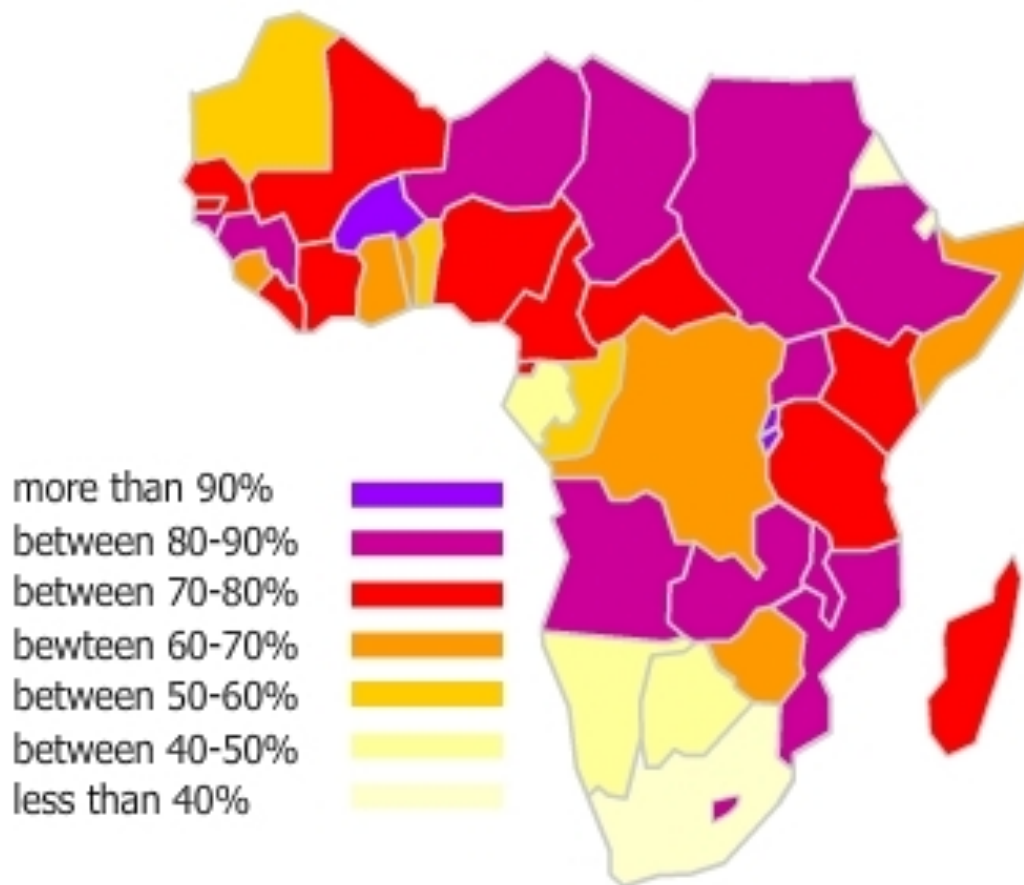 more than 90%
between 80-90%
between 70-80%
bewteen 60-70%
between 50-60%
between 40-50%
less than 40%